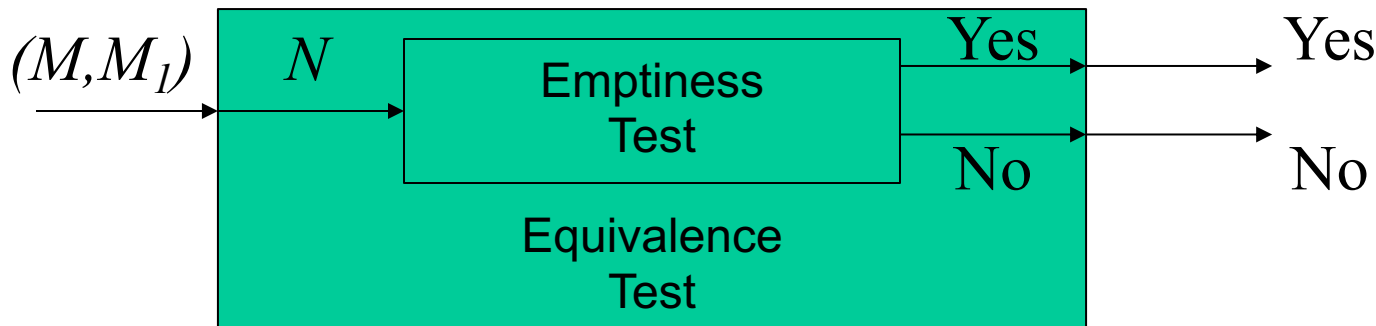 (M,M1)
N
Emptiness
Test
Yes
Yes
No
No
Equivalence
Test